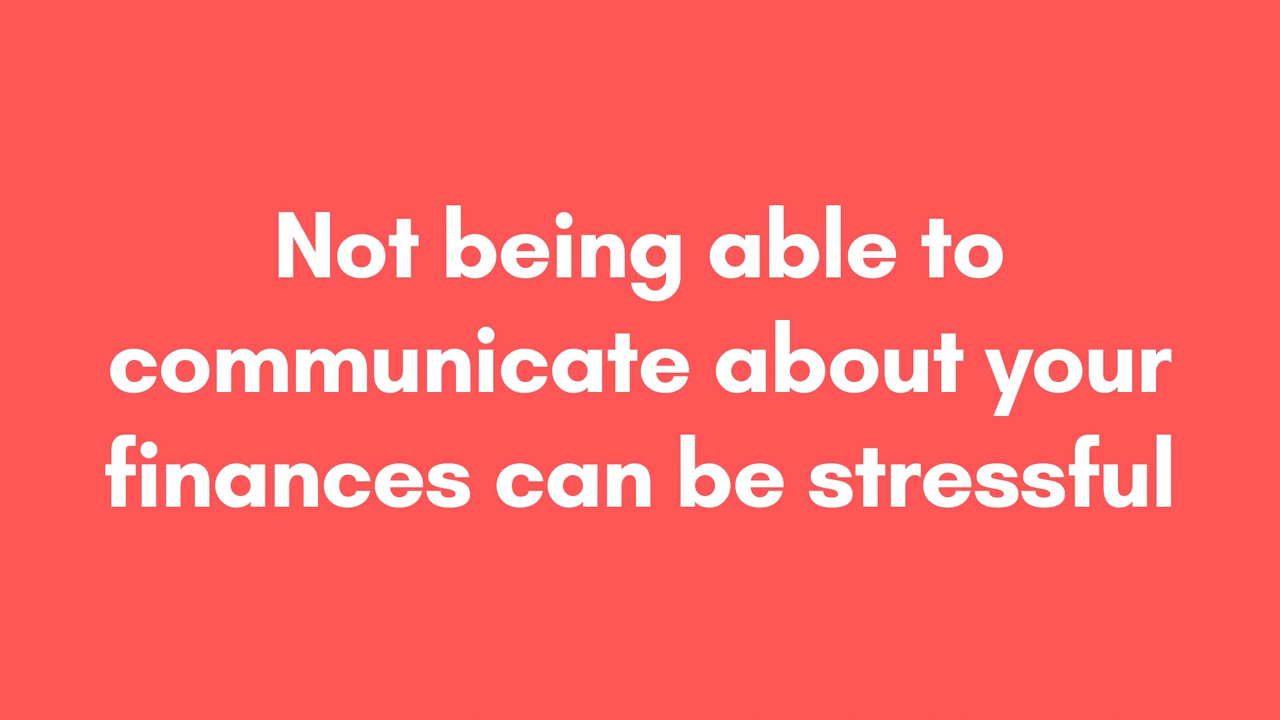 Not being able to
communicate about your
finances can be stressful